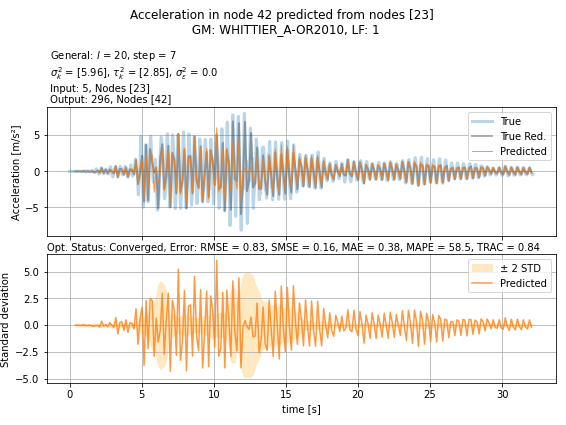 Acceleration in node 42 predicted from nodes [23]
GM: WHITTIER_A-OR2010, LF: 1
General: l = 20, step = 7
σ²ₖ = [5.96], τ²ₖ = [2.85], σ²ε = 0.0
Input: 5, Nodes [23]
Output: 296, Nodes [42]
Acceleration [m/s²]
5
0
−5
True
True Red.
Predicted
Opt. Status: Converged, Error: RMSE = 0.83, SMSE = 0.16, MAE = 0.38, MAPE = 58.5, TRAC = 0.84
Standard deviation
5.0
2.5
0.0
−2.5
−5.0
± 2 STD
Predicted
0 5 10 15 20 25 30
time [s]